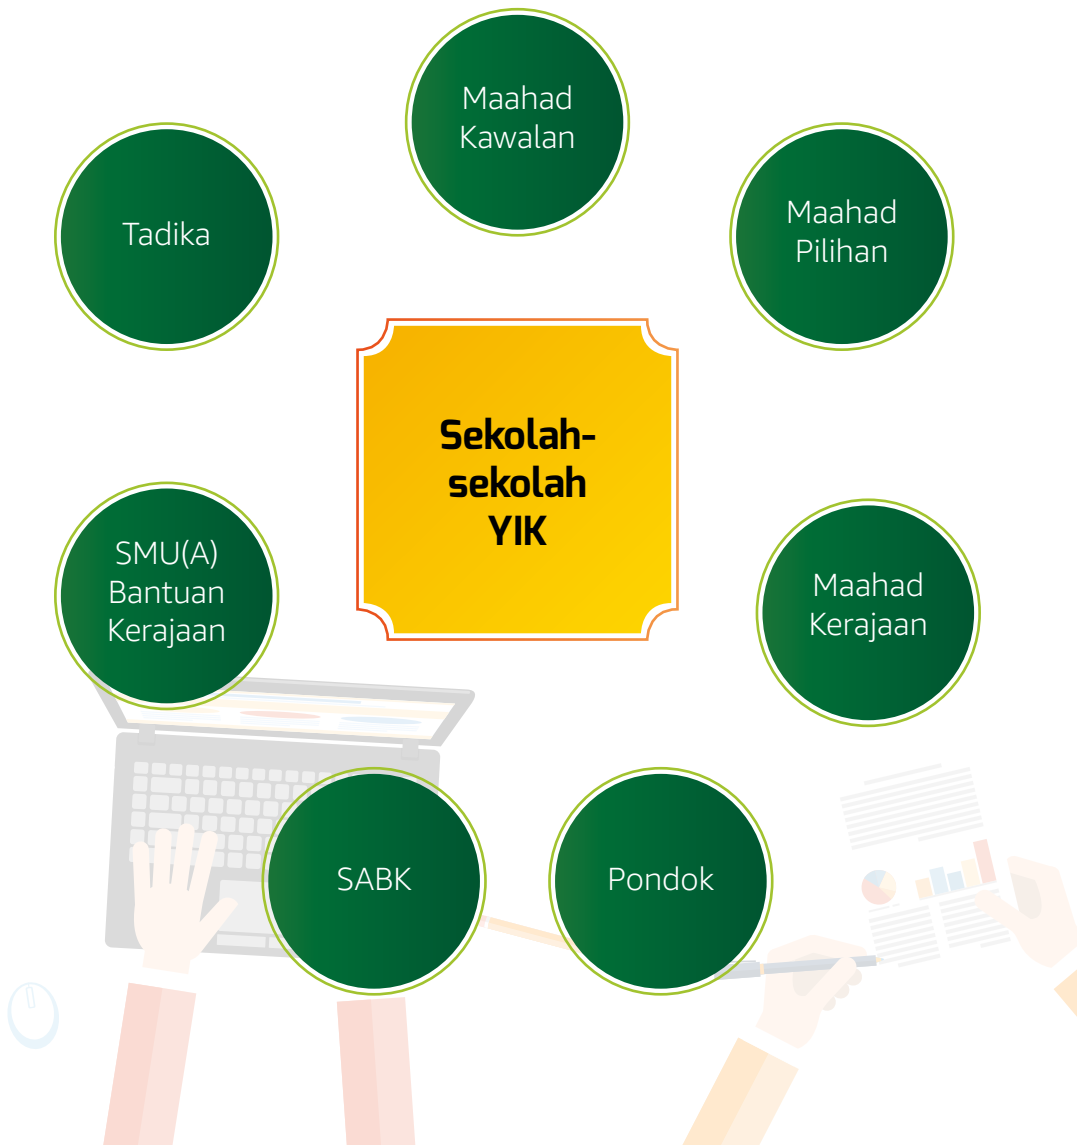 Maahad
Kawalan
Maahad
Pilihan
Tadika
Sekolah-
sekolah
YIK
SMU(A)
Bantuan
Kerajaan
Maahad
Kerajaan
SABK
Pondok